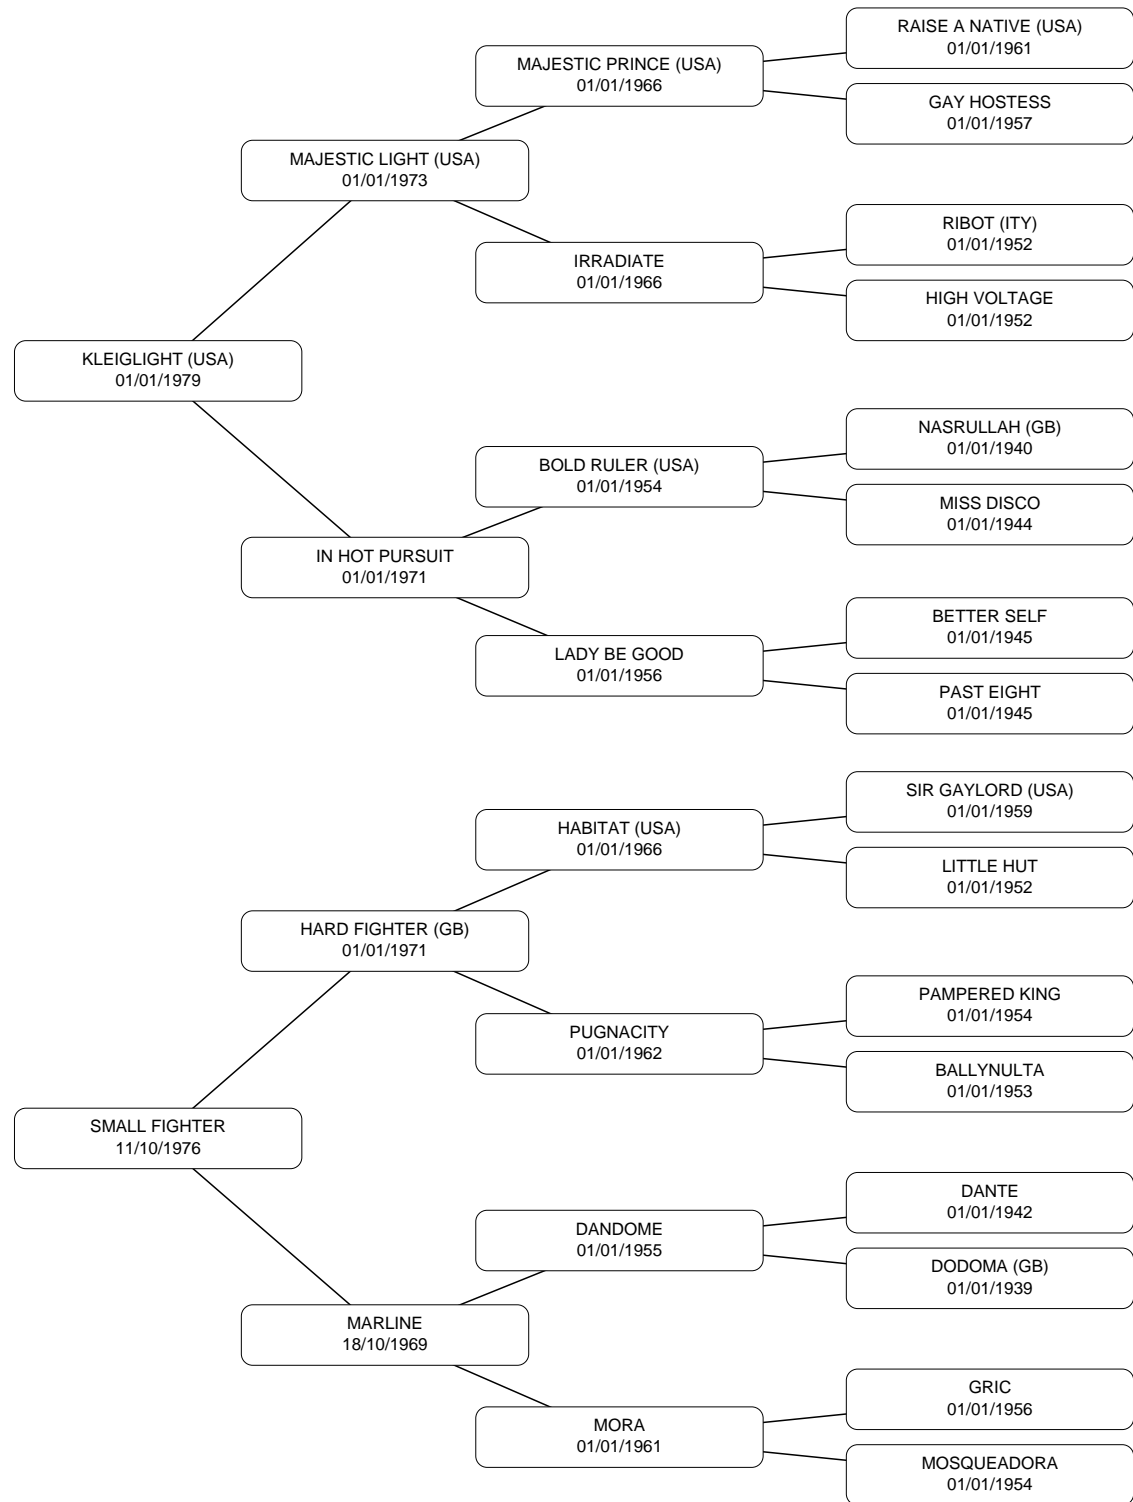 RAISE A NATIVE (USA)
01/01/1961
MAJESTIC PRINCE (USA)
01/01/1966
GAY HOSTESS
01/01/1957
MAJESTIC LIGHT (USA)
01/01/1973
RIBOT (ITY)
01/01/1952
IRRADIATE
01/01/1966
HIGH VOLTAGE
01/01/1952
KLEIGLIGHT (USA)
01/01/1979
NASRULLAH (GB)
01/01/1940
BOLD RULER (USA)
01/01/1954
MISS DISCO
01/01/1944
IN HOT PURSUIT
01/01/1971
BETTER SELF
01/01/1945
LADY BE GOOD
01/01/1956
PAST EIGHT
01/01/1945
SIR GAYLORD (USA)
01/01/1959
HABITAT (USA)
01/01/1966
LITTLE HUT
01/01/1952
HARD FIGHTER (GB)
01/01/1971
PAMPERED KING
01/01/1954
PUGNACITY
01/01/1962
BALLYNULTA
01/01/1953
SMALL FIGHTER
11/10/1976
DANTE
01/01/1942
DANDOME
01/01/1955
DODOMA (GB)
01/01/1939
MARLINE
18/10/1969
GRIC
01/01/1956
MORA
01/01/1961
MOSQUEADORA
01/01/1954